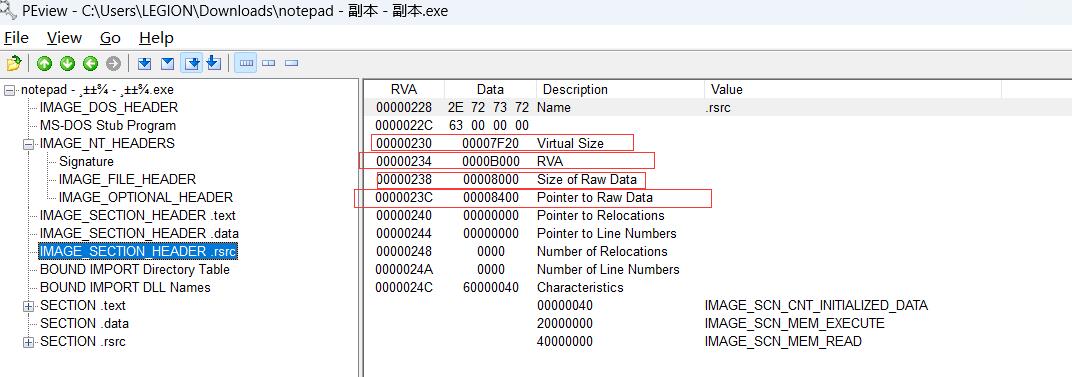 PEview - C:\Users\LEGION\Downloads\notepad - 副本 - 副本.exe
File View Go Help
notepad - ¸±±¾ - ¸±±¾.exe
IMAGE_DOS_HEADER
MS-DOS Stub Program
IMAGE_NT_HEADERS
Signature
IMAGE_FILE_HEADER
IMAGE_OPTIONAL_HEADER
IMAGE_SECTION_HEADER .text
IMAGE_SECTION_HEADER .data
IMAGE_SECTION_HEADER .rsrc
BOUND IMPORT Directory Table
BOUND IMPORT DLL Names
SECTION .text
SECTION .data
SECTION .rsrc
RVA Data Description Value
00000228 2E 72 73 72 Name .rsrc
0000022C 63 00 00 00
00000230 00007F20 Virtual Size
00000234 0000B000 RVA
00000238 00008000 Size of Raw Data
0000023C 00008400 Pointer to Raw Data
00000240 00000000 Pointer to Relocations
00000244 00000000 Pointer to Line Numbers
00000248 0000 Number of Relocations
0000024A 0000 Number of Line Numbers
0000024C 60000040 Characteristics
00000040 IMAGE_SCN_CNT_INITIALIZED_DATA
20000000 IMAGE_SCN_MEM_EXECUTE
40000000 IMAGE_SCN_MEM_READ